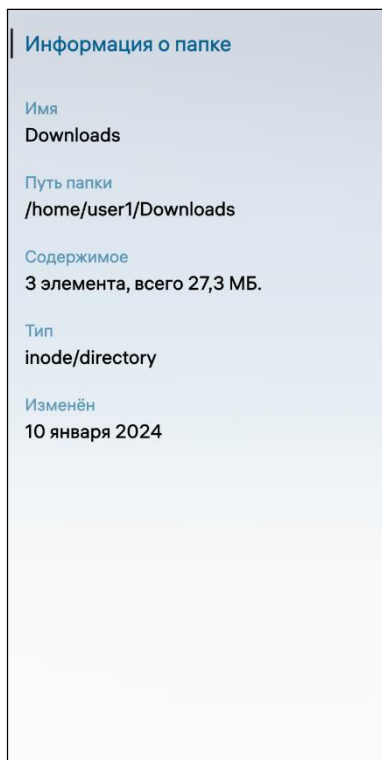 Информация о папке
Имя
Downloads
Путь папки
/home/user1/Downloads
Содержимое
3 элемента, всего 27,3 МБ.
Тип
inode/directory
Изменён
10 января 2024